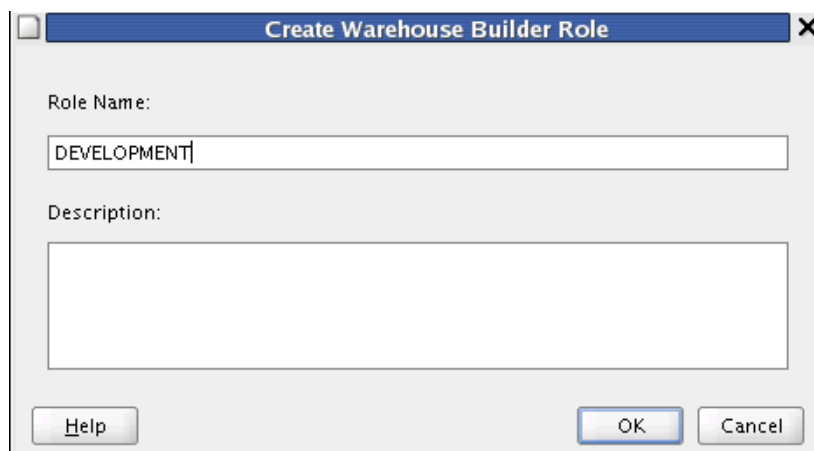 Create Warehouse Builder Role
Role Name:
DEVELOPMENT
Description:
Help
OK
Cancel